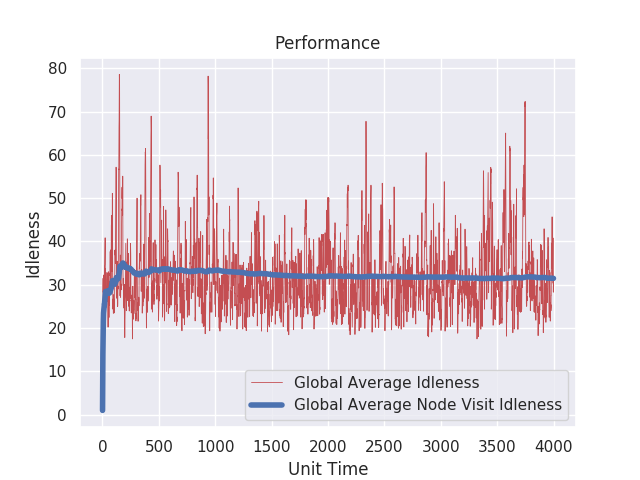 Performance
Idleness
80
70
60
50
40
30
20
10
0
Global Average Idleness
Global Average Node Visit Idleness
0 500 1000 1500 2000 2500 3000 3500 4000
Unit Time